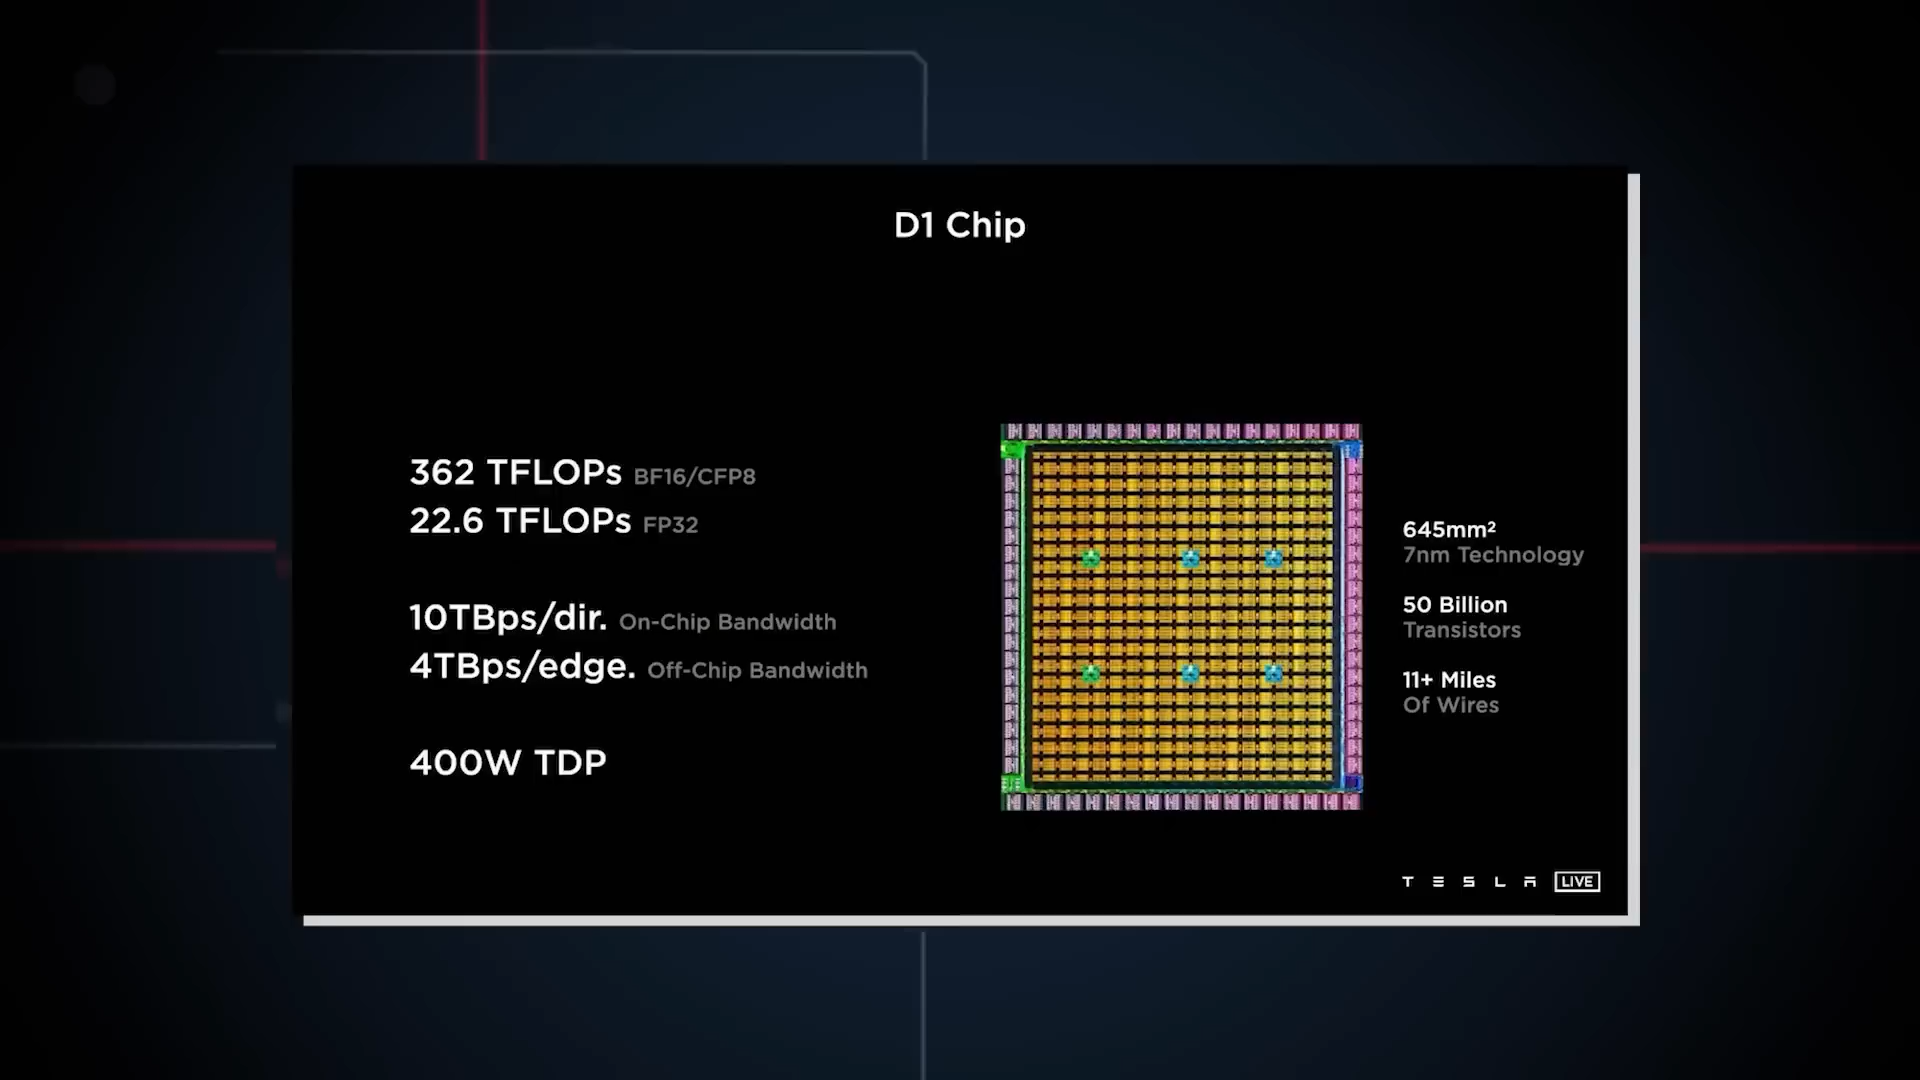 D1 Chip
362 TFLOPs BF16/CFP8
22.6 TFLOPs FP32
10TBps/dir. On-Chip Bandwidth
4TBps/edge. Off-Chip Bandwidth
400W TDP
645mm²
7nm Technology
50 Billion
Transistors
11+ Miles
Of Wires
TESLA LIVE